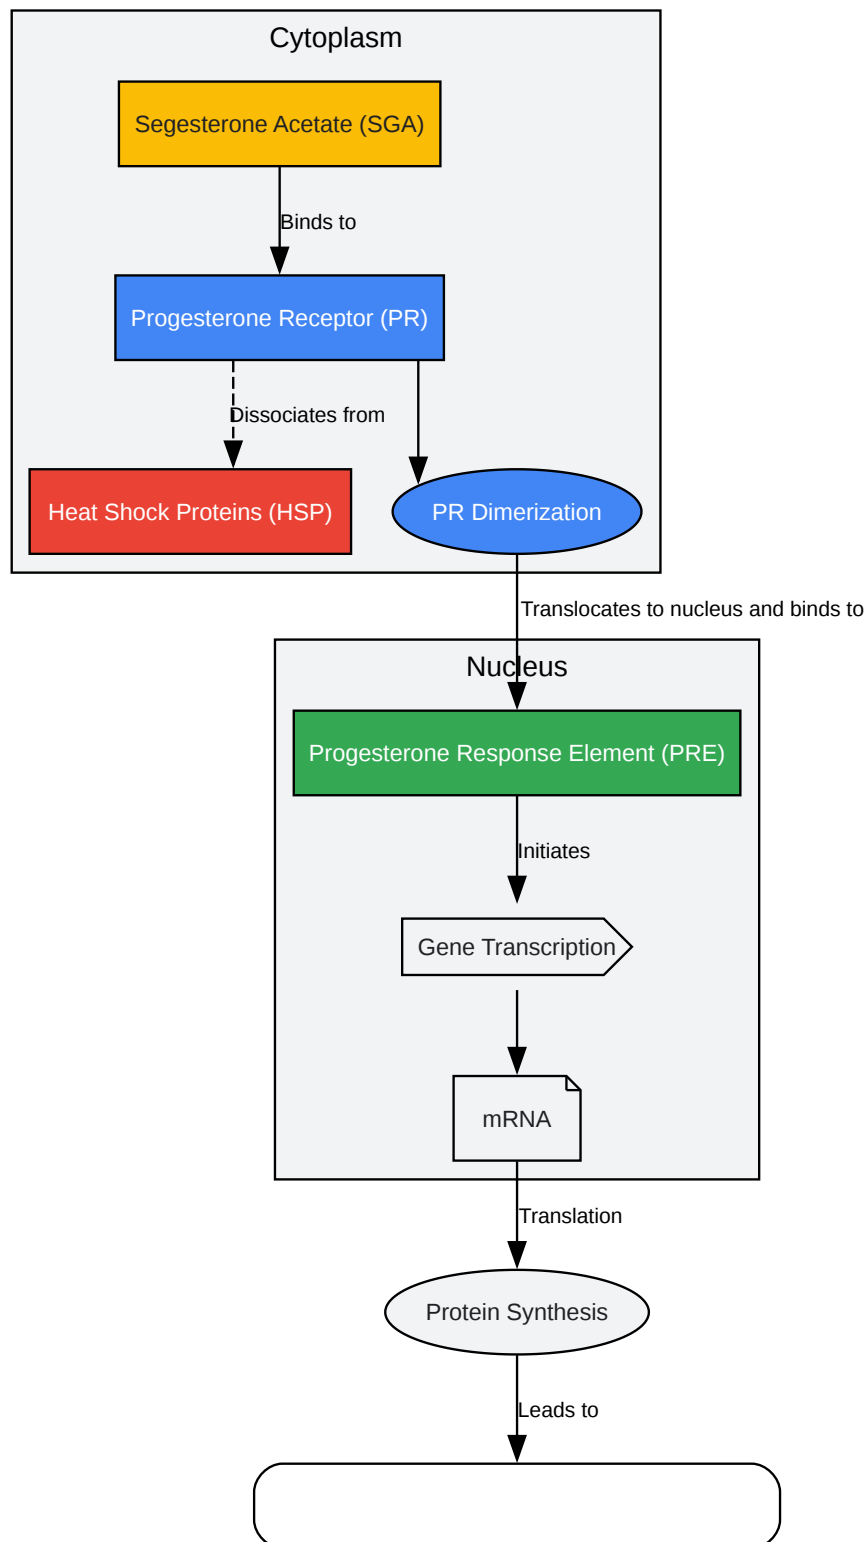 Cytoplasm
Segesterone Acetate (SGA)
Binds to
Progesterone Receptor (PR)
Dissociates from
Heat Shock Proteins (HSP)
PR Dimerization
Translocates to nucleus and binds to
Nucleus
Progesterone Response Element (PRE)
Initiates
Gene Transcription
mRNA
Translation
Protein Synthesis
Leads to